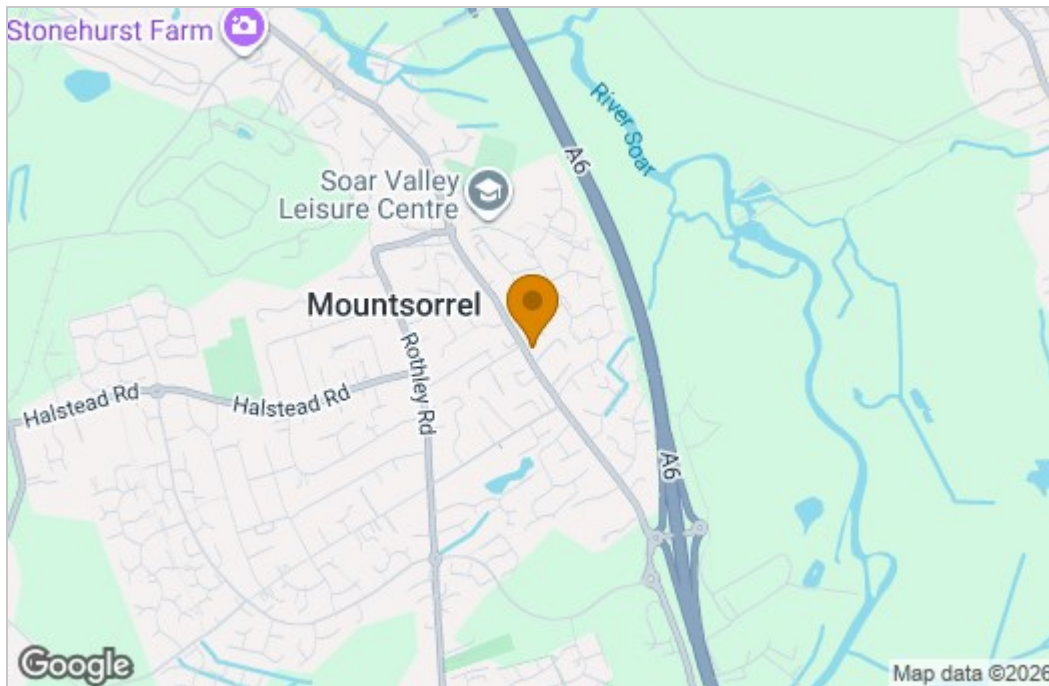 Stonehurst Farm
A6
River Soar
Soar Valley
Leisure Centre
Mountsorrel
Rothley Rd
Halstead Rd
Halstead Rd
A6
Google
Map data ©2026